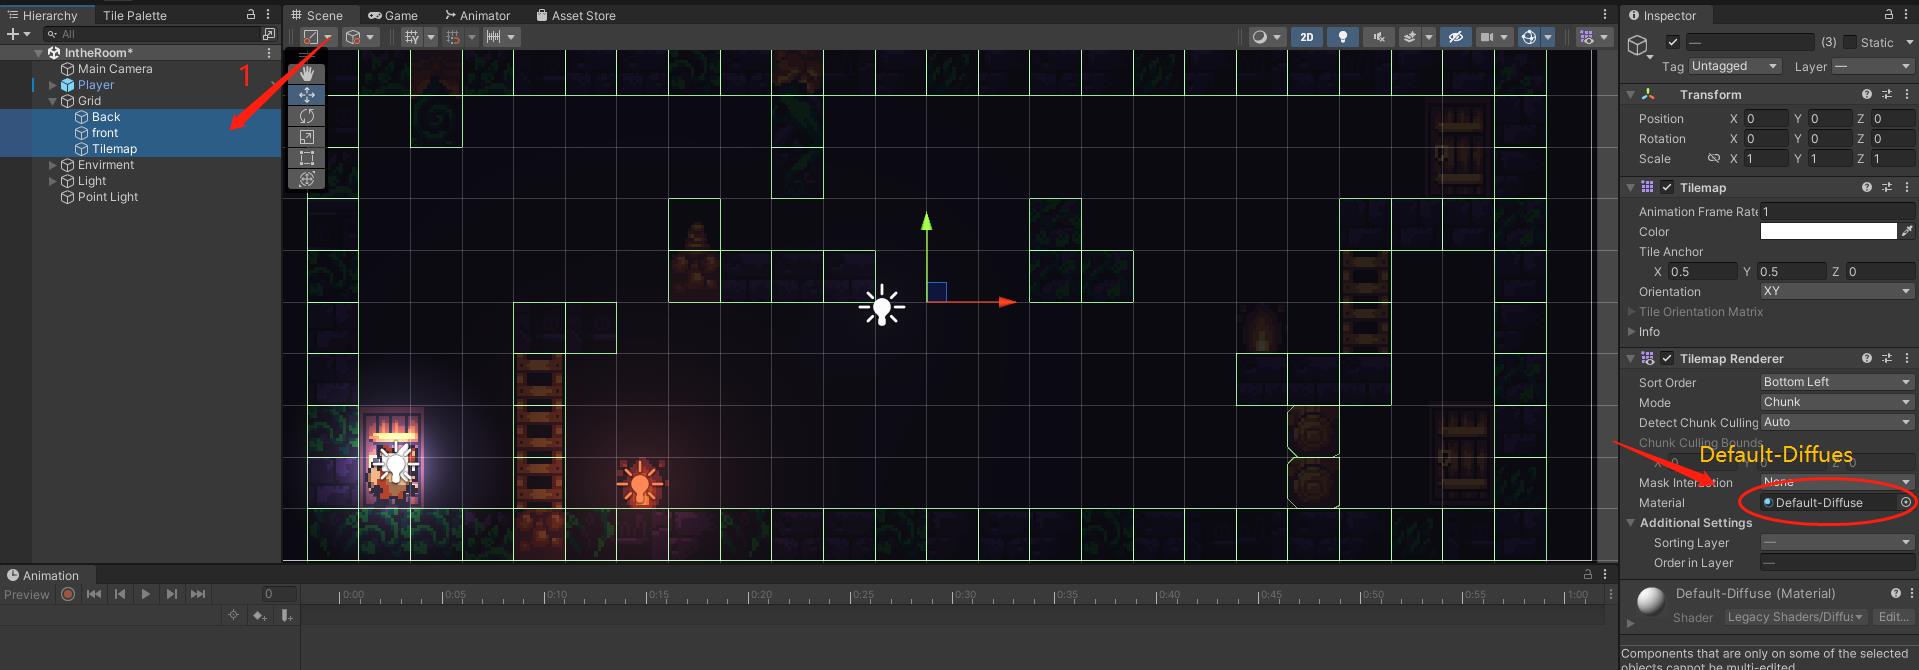 Hierarchy
Tile Palette
Scene
Game
Animator
Asset Store
Inspector
All
2D
(3)
Static
IntheRoom*
Main Camera
Player
Grid
Back
front
Tilemap
Envirment
Light
Point Light
1
Tag Untagged Layer —
Transform
Position X 0 Y 0 Z 0
Rotation X 0 Y 0 Z 0
Scale X 1 Y 1 Z 1
Tilemap
Animation Frame Rate 1
Color
Tile Anchor
X 0.5 Y 0.5 Z 0
Orientation XY
Tile Orientation Matrix
Info
Tilemap Renderer
Sort Order Bottom Left
Mode Chunk
Detect Chunk Culling Auto
Chunk Culling Bounds
Default-Diffues
Mask Interaction None
Material Default-Diffuse
Additional Settings
Sorting Layer —
Order in Layer —
Default-Diffuse (Material)
Shader Legacy Shaders/Diffus
Edit...
Components that are only on some of the selected
objects cannot be multi-edited.
Animation
Preview
0
0:00 0:05 0:10 0:15 0:20 0:25 0:30 0:35 0:40 0:45 0:50 0:55 1:00